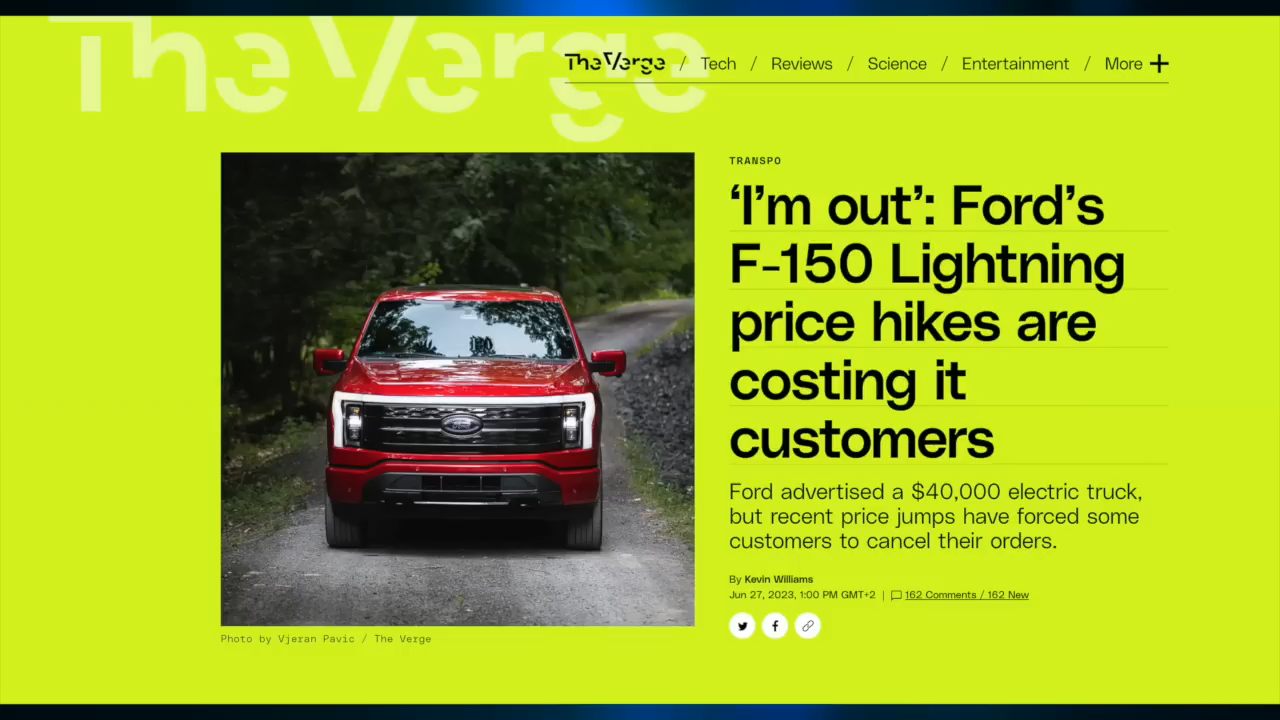 The Verge
The Verge / Tech / Reviews / Science / Entertainment / More +
TRANSPO
‘I’m out’: Ford’s
F-150 Lightning
price hikes are
costing it
customers
Ford advertised a $40,000 electric truck,
but recent price jumps have forced some
customers to cancel their orders.
By Kevin Williams
Jun 27, 2023, 1:00 PM GMT+2 | 162 Comments / 162 New
Photo by Vjeran Pavic / The Verge
Ford